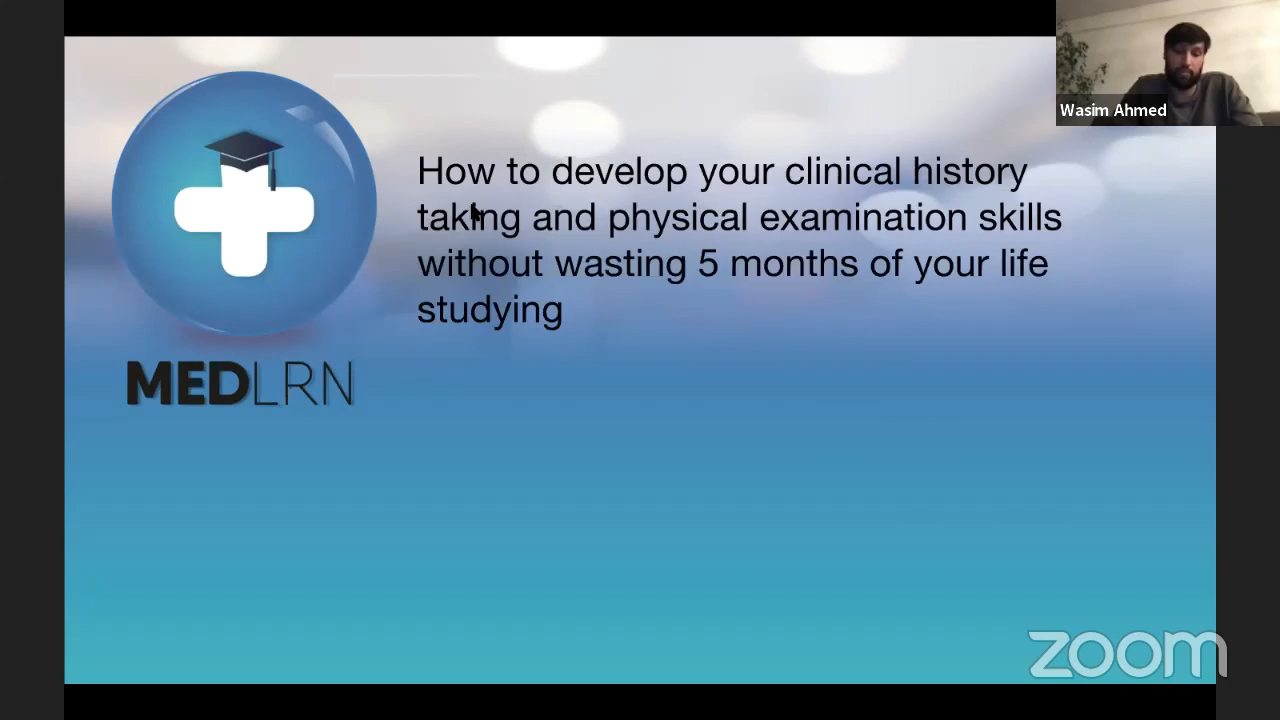 Wasim Ahmed
How to develop your clinical history
taking and physical examination skills
without wasting 5 months of your life
studying
MEDLRN
zoom